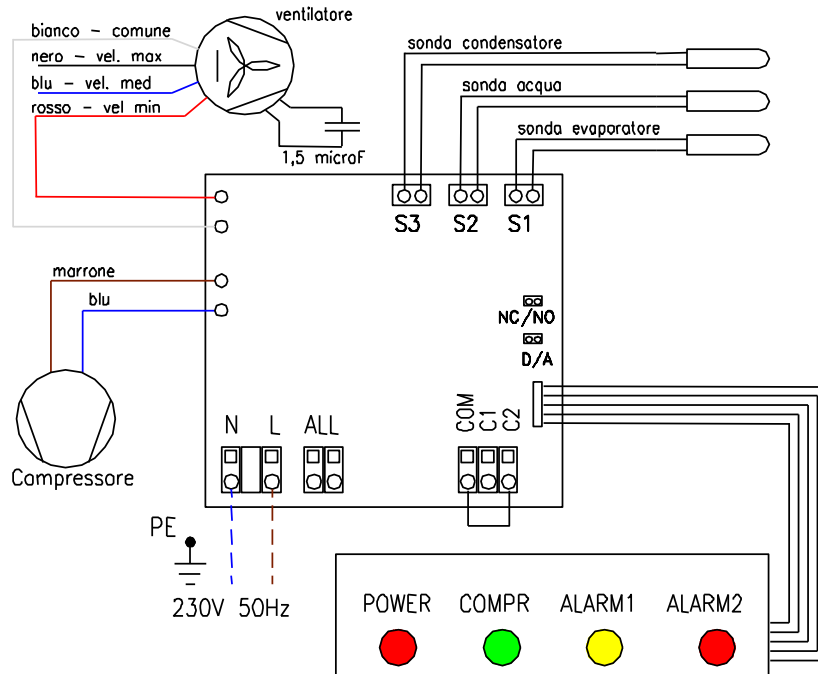 ventilatore
bianco - comune
nero - vel. max
blu - vel. med
rosso - vel min
1,5 microF
sonda condensatore
sonda acqua
sonda evaporatore
S3 S2 S1
marrone
blu
NC/NO
D/A
Compressore
N L ALL
COM C1 C2
PE
230V 50Hz
POWER COMPR ALARM1 ALARM2